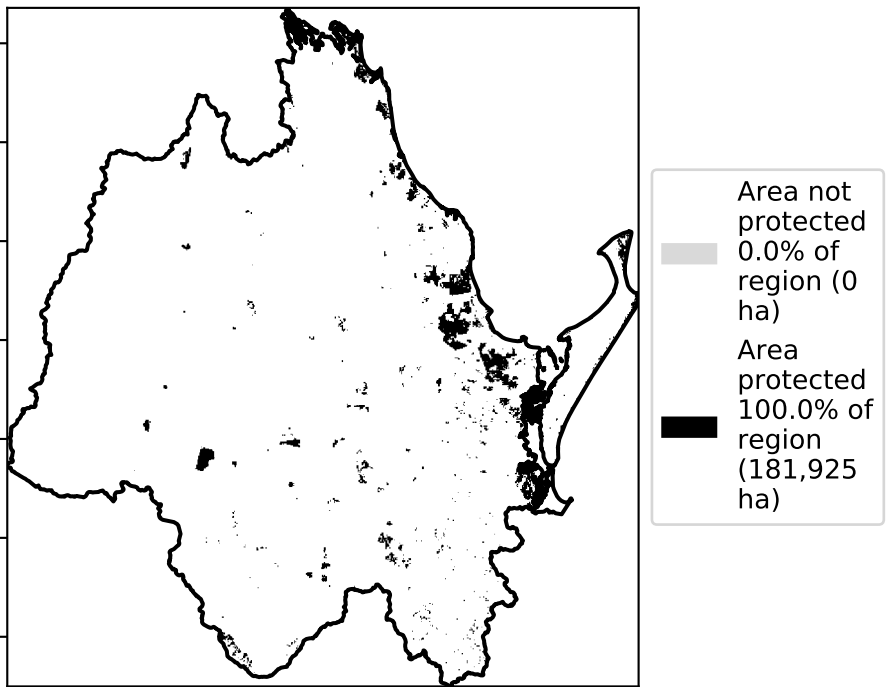 Area not
protected
0.0% of
region (0
ha)
Area
protected
100.0% of
region
(181,925
ha)